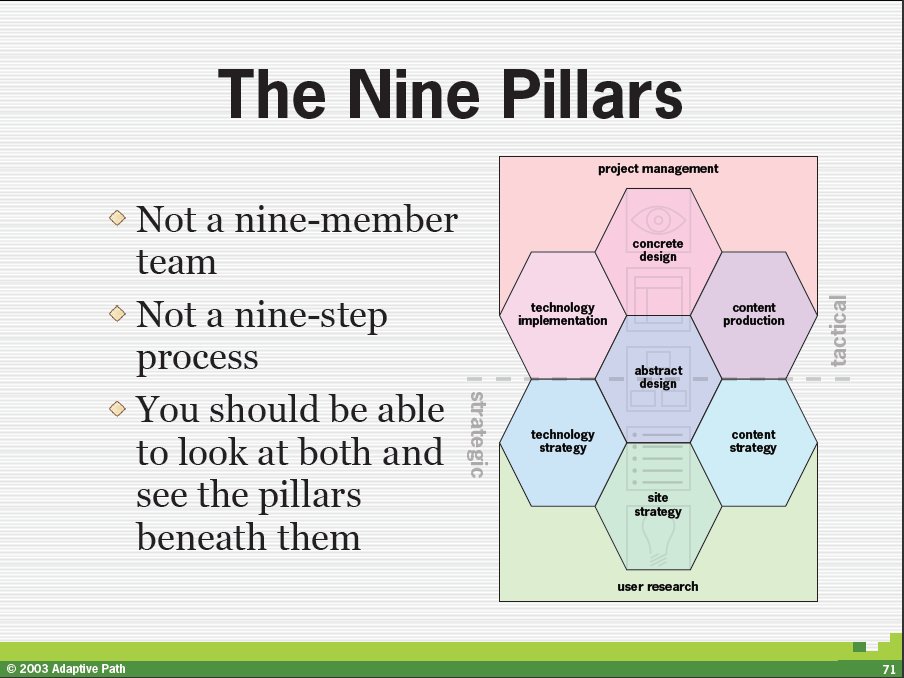 The Nine Pillars
Not a nine-member
team
Not a nine-step
process
You should be able
to look at both and
see the pillars
beneath them
project management
concrete
design
technology
implementation
content
production
tactical
abstract
design
strategic
technology
strategy
content
strategy
site
strategy
user research
© 2003 Adaptive Path
71